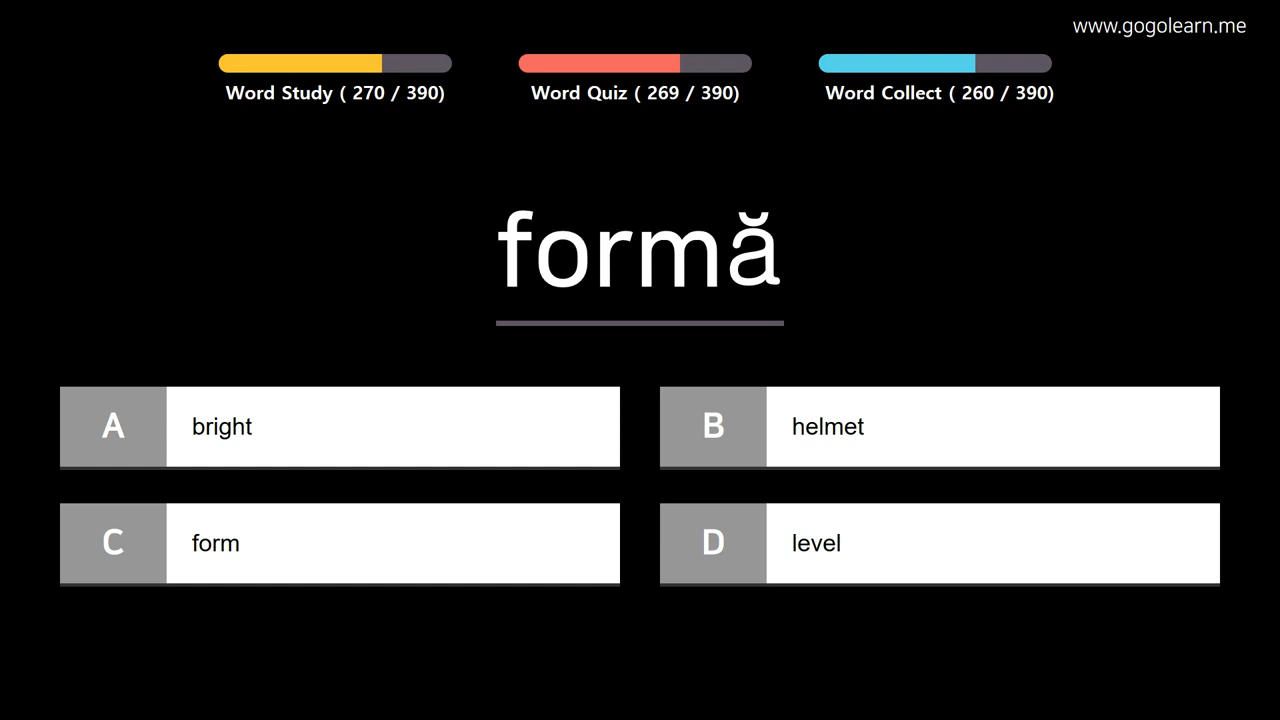 www.gogolearn.me
Word Study ( 270 / 390)
Word Quiz ( 269 / 390)
Word Collect ( 260 / 390)
formă
A bright
B helmet
C form
D level